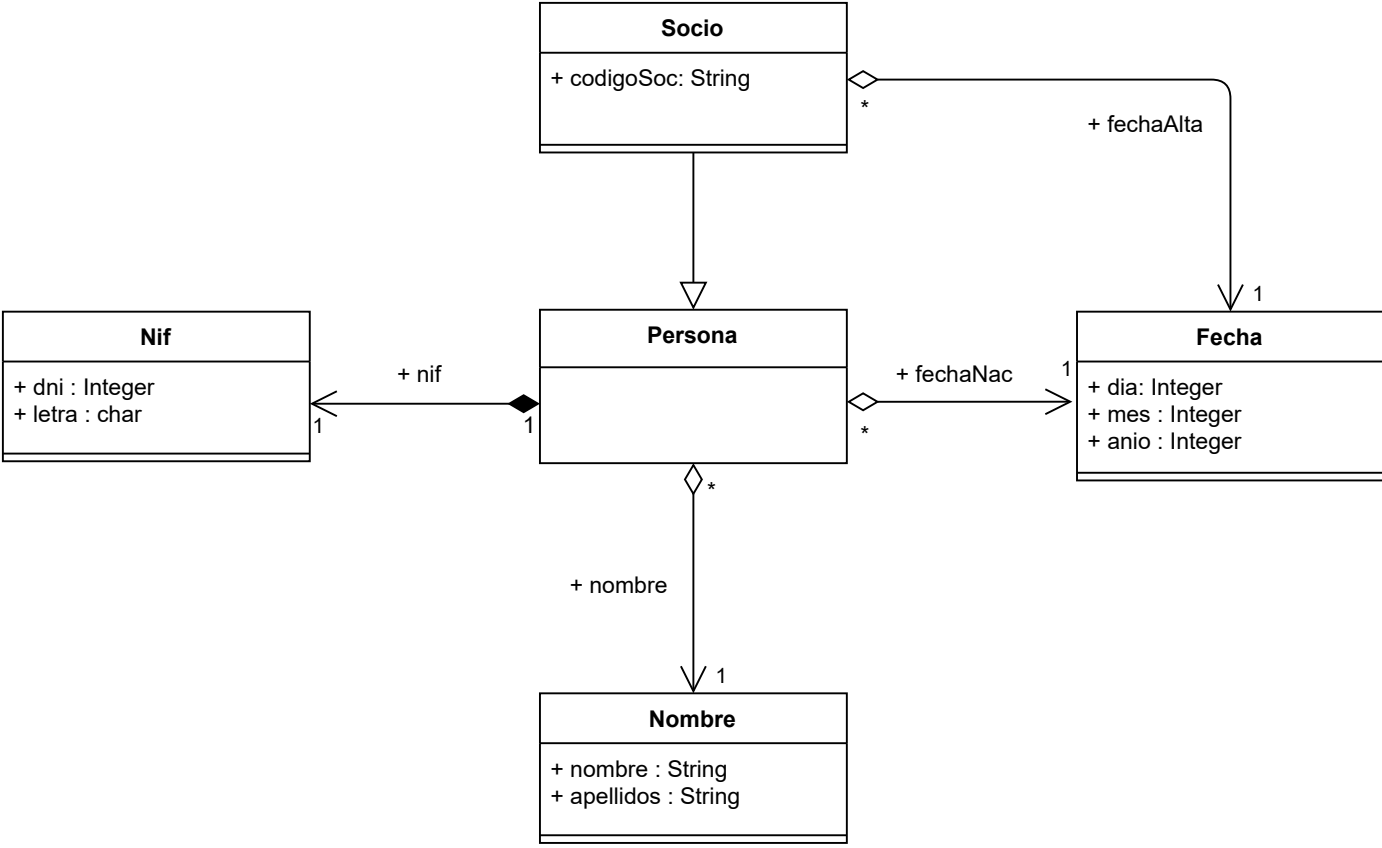 Socio
+ codigoSoc: String
*
+ fechaAlta
1
Nif
+ dni : Integer
+ letra : char
+ nif
1
1
Persona
+ fechaNac
*
1
Fecha
+ dia: Integer
+ mes : Integer
+ anio : Integer
*
+ nombre
1
Nombre
+ nombre : String
+ apellidos : String